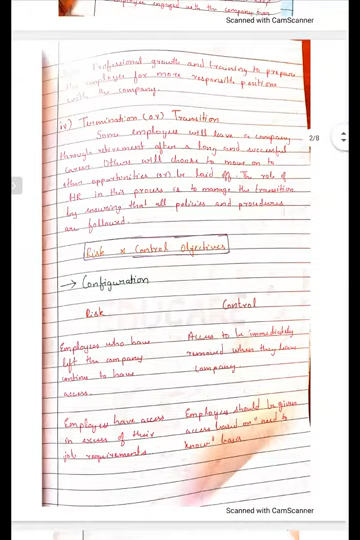 employee engaged with the company
Scanned with CamScanner
Professional growth and training to prepare
the employee for more responsible positions
with the company.
iv) Termination (or) Transition
Some employees will leave a company
through retirement after a long and successful
career. Others will choose to move on to
other opportunities (or) be laid off. The role of
HR in this process is to manage the transition
by ensuring that all policies and procedures
are followed.
2/8
Risk & Control Objectives
→ Configuration
Risk Control
Employees who have
left the company
continue to have
access.
Access to be immediately
removed when they leave
company.
Employees have access
in excess of their
job requirements
Employees should be given
access based on "need to
know" basis
Scanned with CamScanner